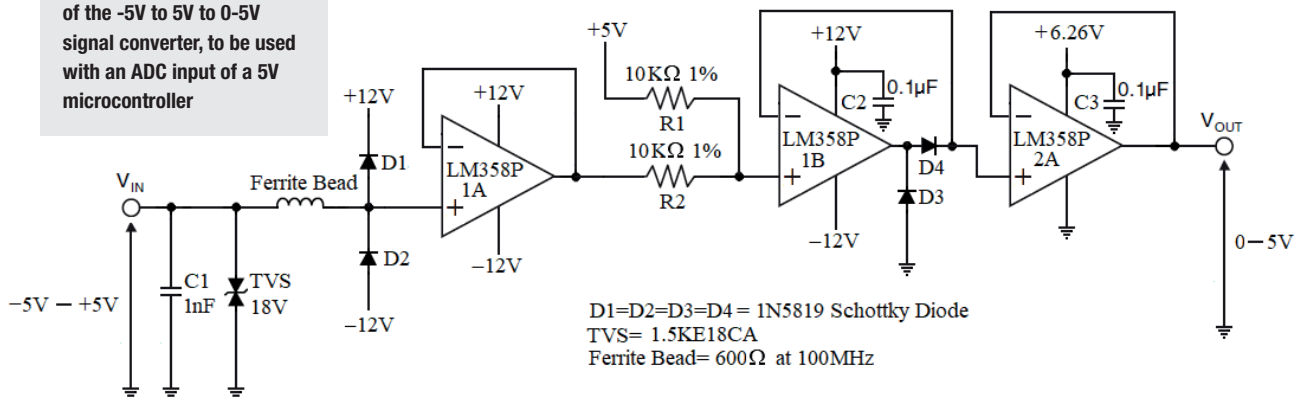 of the -5V to 5V to 0-5V
signal converter, to be used
with an ADC input of a 5V
microcontroller
+5V
10KΩ 1%
R1
10KΩ 1%
R2
+12V
0.1µF
C2
LM358P
1B
−12V
D4
D3
+6.26V
0.1µF
C3
LM358P
2A
VOUT
0−5V
+12V
D1
+12V
LM358P
1A
−12V
VIN
Ferrite Bead
D2
−12V
−5V − +5V
C1
1nF
TVS
18V
D1=D2=D3=D4= 1N5819 Schottky Diode
TVS= 1.5KE18CA
Ferrite Bead= 600Ω at 100MHz